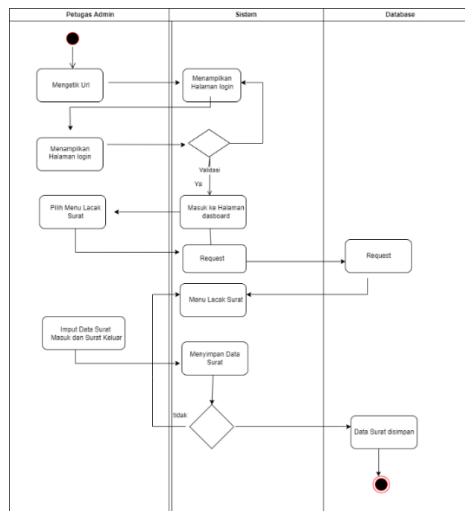 Petugas Admin
Sistem
Database
Mengetik Url
Menampilkan
Halaman login
Menampilkan
Halaman login
Validasi
Ya
Pilih Menu Lacak
Surat
Masuk ke Halaman
dasboard
Request
Request
Menu Lacak Surat
Imput Data Surat
Masuk dan Surat Keluar
Menyimpan Data
Surat
tidak
Data Surat disimpan